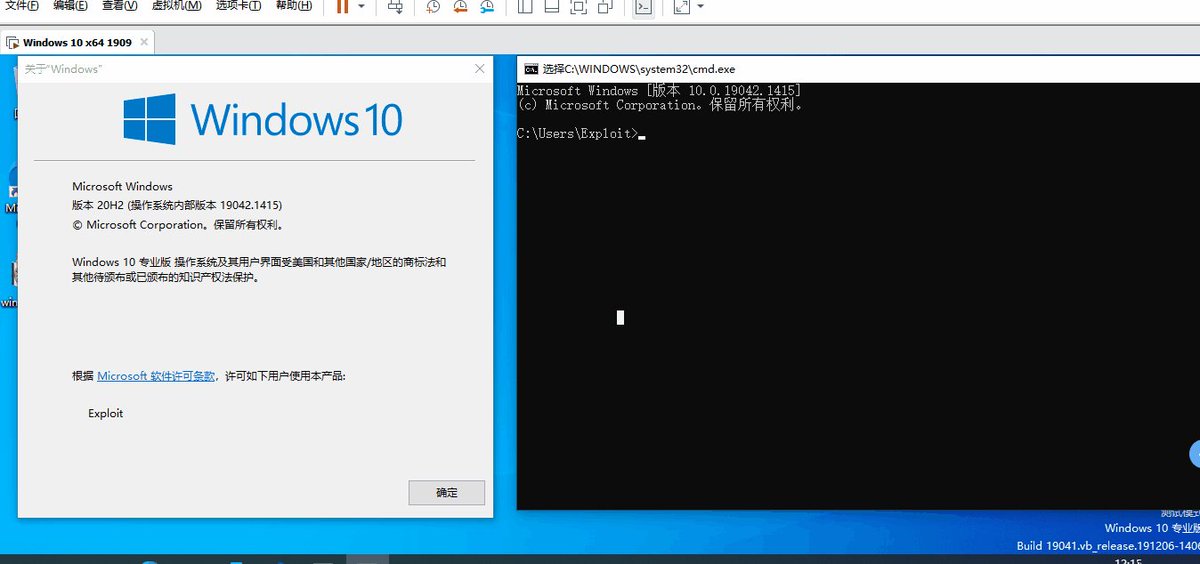 文件(F) 编辑(E) 查看(V) 虚拟机(M) 选项卡(T) 帮助(H)
Windows 10 x64 1909
关于"Windows"
Windows 10
Microsoft Windows
版本 20H2 (操作系统内部版本 19042.1415)
© Microsoft Corporation。保留所有权利。
Windows 10 专业版 操作系统及其用户界面受美国和其他国家/地区的商标法和
其他待颁布或已颁布的知识产权法保护。
根据 Microsoft 软件许可条款，许可如下用户使用本产品:
Exploit
确定
选择C:\WINDOWS\system32\cmd.exe
Microsoft Windows [版本 10.0.19042.1415]
(c) Microsoft Corporation。保留所有权利。
C:\Users\Exploit>
win
测试模式
Windows 10 专业版
Build 19041.vb_release.191206-1406
12:15